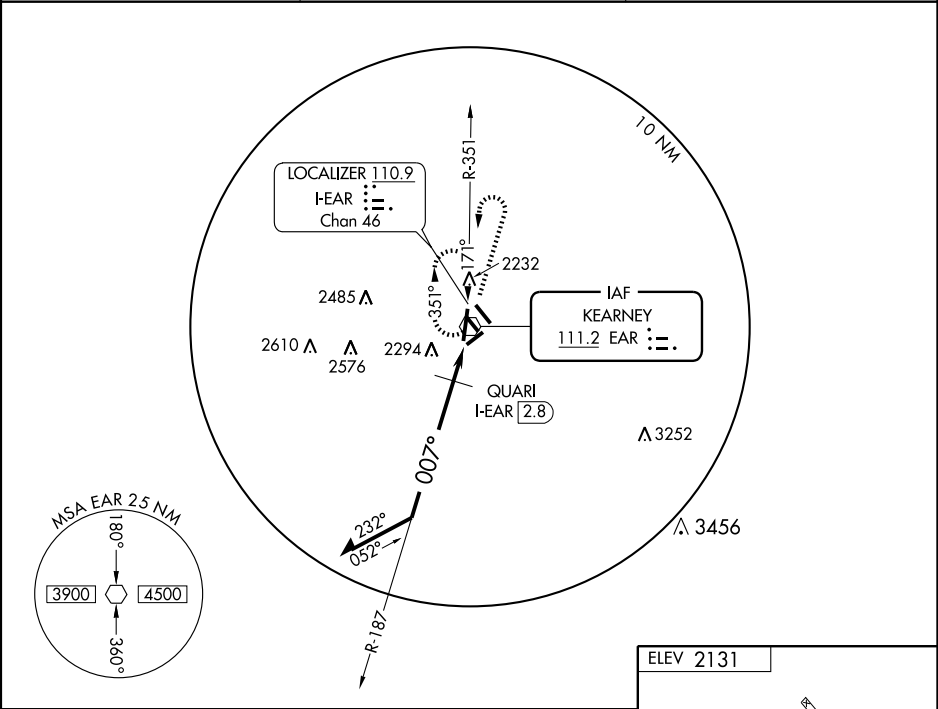 10 NM
R-351
LOCALIZER 110.9
I-EAR
Chan 46
171°
2232
351°
2485
IAF
KEARNEY
111.2 EAR
2610
2576
2294
QUARI
I-EAR 2.8
3252
007°
3456
232°
052°
R-187
MSA EAR 25 NM
180°
3900
4500
360°
ELEV 2131